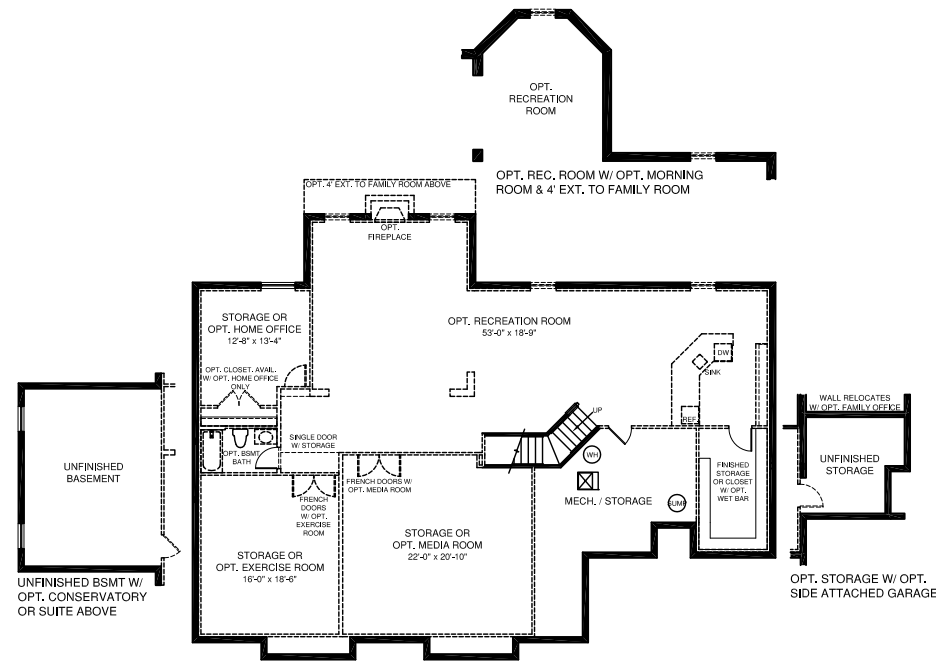 OPT.
RECREATION
ROOM
OPT. REC. ROOM W/ OPT. MORNING
ROOM & 4' EXT. TO FAMILY ROOM
OPT. 4' EXT. TO FAMILY ROOM ABOVE
OPT.
FIREPLACE
STORAGE OR
OPT. HOME OFFICE
12'-8" x 13'-4"
OPT. CLOSET. AVAIL.
W/ OPT. HOME OFFICE
ONLY
OPT. RECREATION ROOM
53'-0" x 18'-9"
DW
SINK
REF.
UP
WH
SINGLE DOOR
W/ STORAGE
OPT. BSMT
BATH
FRENCH DOORS W/
OPT. MEDIA ROOM
FRENCH
DOORS
W/ OPT.
EXERCISE
ROOM
MECH. / STORAGE
SUMP
FINISHED
STORAGE
OR CLOSET
W/ OPT.
WET BAR
STORAGE OR
OPT. MEDIA ROOM
22'-0" x 20'-10"
STORAGE OR
OPT. EXERCISE ROOM
16'-0" x 18'-6"
UNFINISHED
BASEMENT
UNFINISHED BSMT W/
OPT. CONSERVATORY
OR SUITE ABOVE
WALL RELOCATES
W/ OPT. FAMILY OFFICE
UNFINISHED
STORAGE
OPT. STORAGE W/ OPT.
SIDE ATTACHED GARAGE